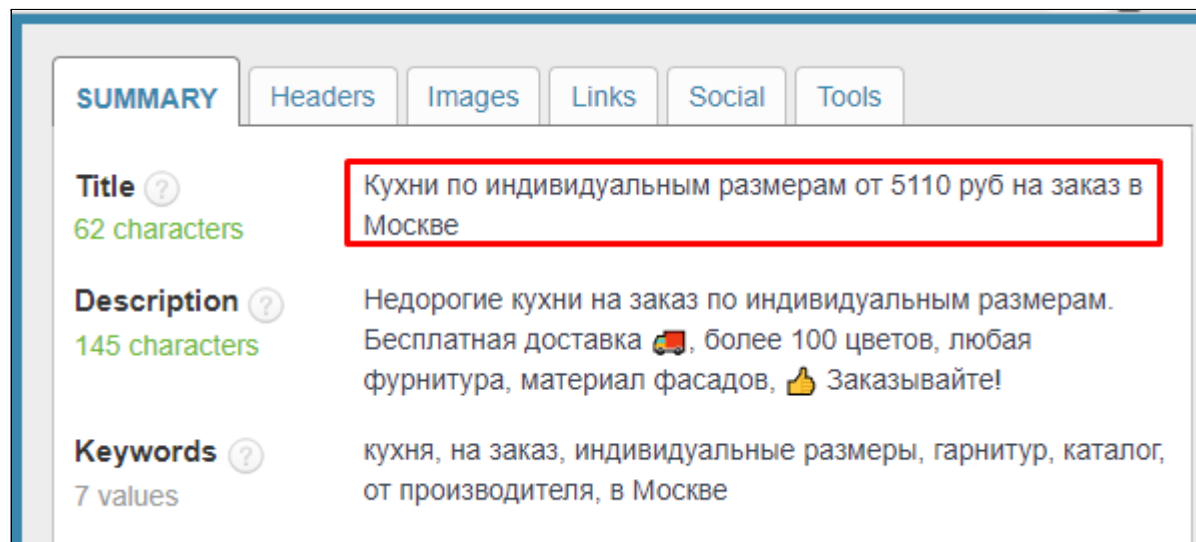 SUMMARY Headers Images Links Social Tools
Title ? Кухни по индивидуальным размерам от 5110 руб на заказ в
62 characters Москве
Description ? Недорогие кухни на заказ по индивидуальным размерам.
145 characters Бесплатная доставка 🚚, более 100 цветов, любая
фурнитура, материал фасадов, 👍 Заказывайте!
Keywords ? кухня, на заказ, индивидуальные размеры, гарнитур, каталог,
7 values от производителя, в Москве